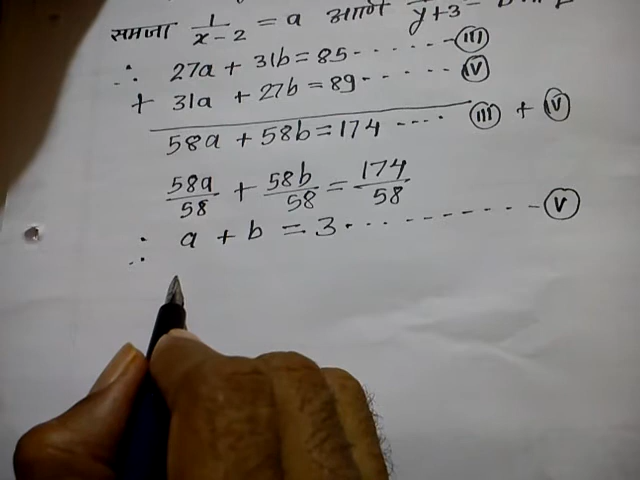 समजा 1/x-2 = a आणि y+3 =
∴ 27a + 31b = 85 ------- (III)
+ 31a + 27b = 89 ------ (IV)
58a + 58b = 174 ---- (III) + (IV)
58a/58 + 58b/58 = 174/58
∴ a + b = 3 ----------- (V)